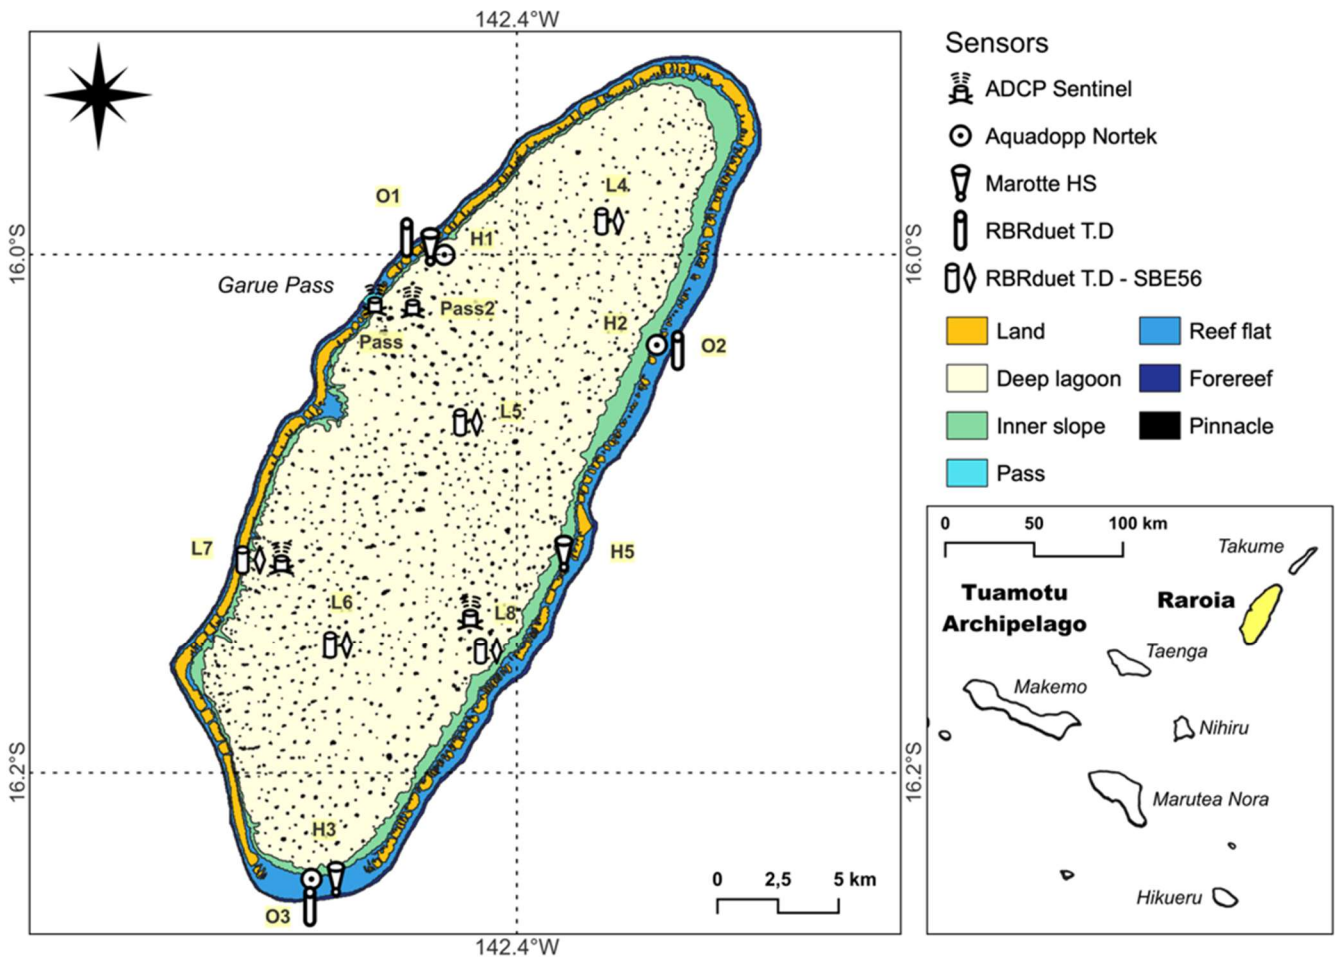 142.4°W
Sensors
ADCP Sentinel
Aquadopp Nortek
Marotte HS
RBRduet T.D
RBRduet T.D - SBE56
Land
Reef flat
Deep lagoon
Forereef
Inner slope
Pinnacle
Pass
O1
L4
H1
16.0°S
16.0°S
Garue Pass
Pass2
Pass
H2
O2
L5
L7
H5
L6
L8
16.2°S
16.2°S
H3
O3
0 2,5 5 km
142.4°W
0 50 100 km
Takume
Tuamotu
Archipelago
Raroia
Taenga
Makemo
Nihiru
Marutea Nora
Hikueru